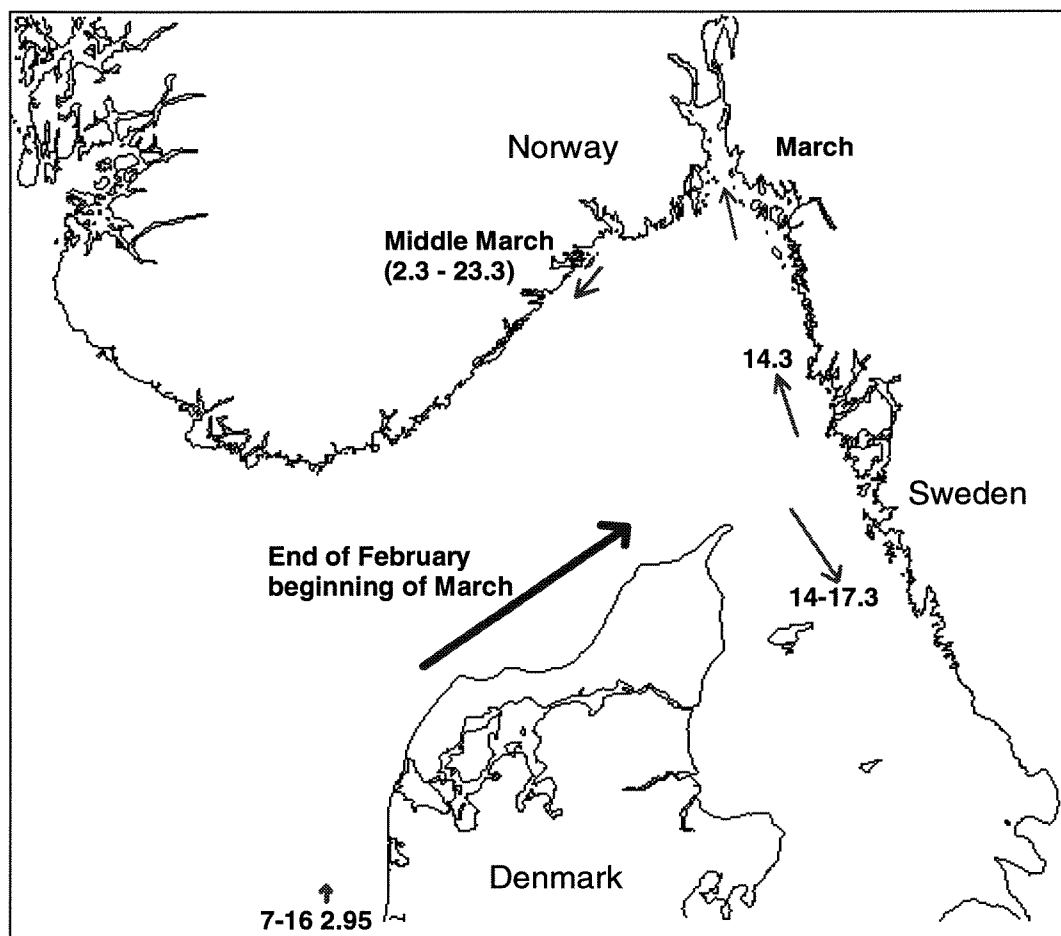 Norway
March
Middle March
(2.3 - 23.3)
14.3
Sweden
End of February
beginning of March
14-17.3
Denmark
7-16 2.95